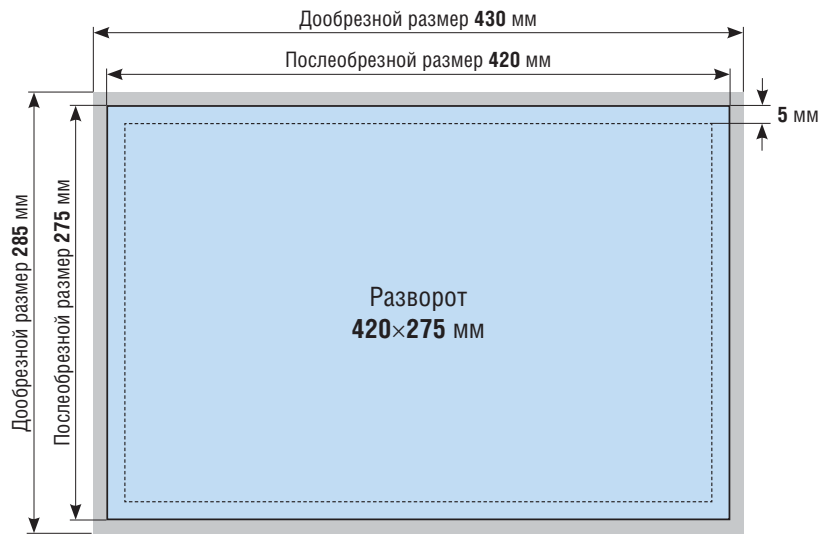 Дообрезной размер 430 мм
Послеобрезной размер 420 мм
5 мм
Дообрезной размер 285 мм
Послеобрезной размер 275 мм
Разворот
420×275 мм